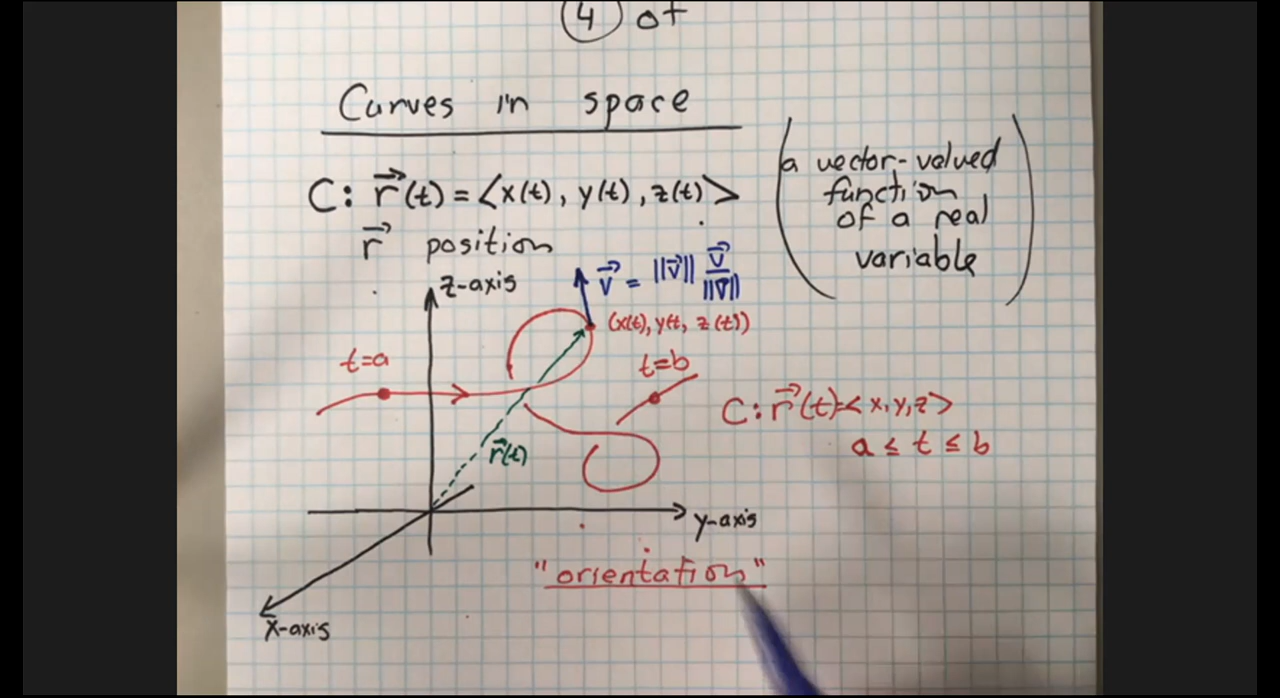 ④ of
Curves in space
C: r⃗(t) = <x(t), y(t), z(t)>
(a vector-valued
function
of a real
variable)
r⃗ position
z-axis
v⃗ = ||v⃗|| v⃗/||v⃗||
(x(t), y(t, z(t))
t=a
t=b
C: r⃗(t)=<x,y,z>
a ≤ t ≤ b
r⃗(t)
y-axis
"orientation"
x-axis